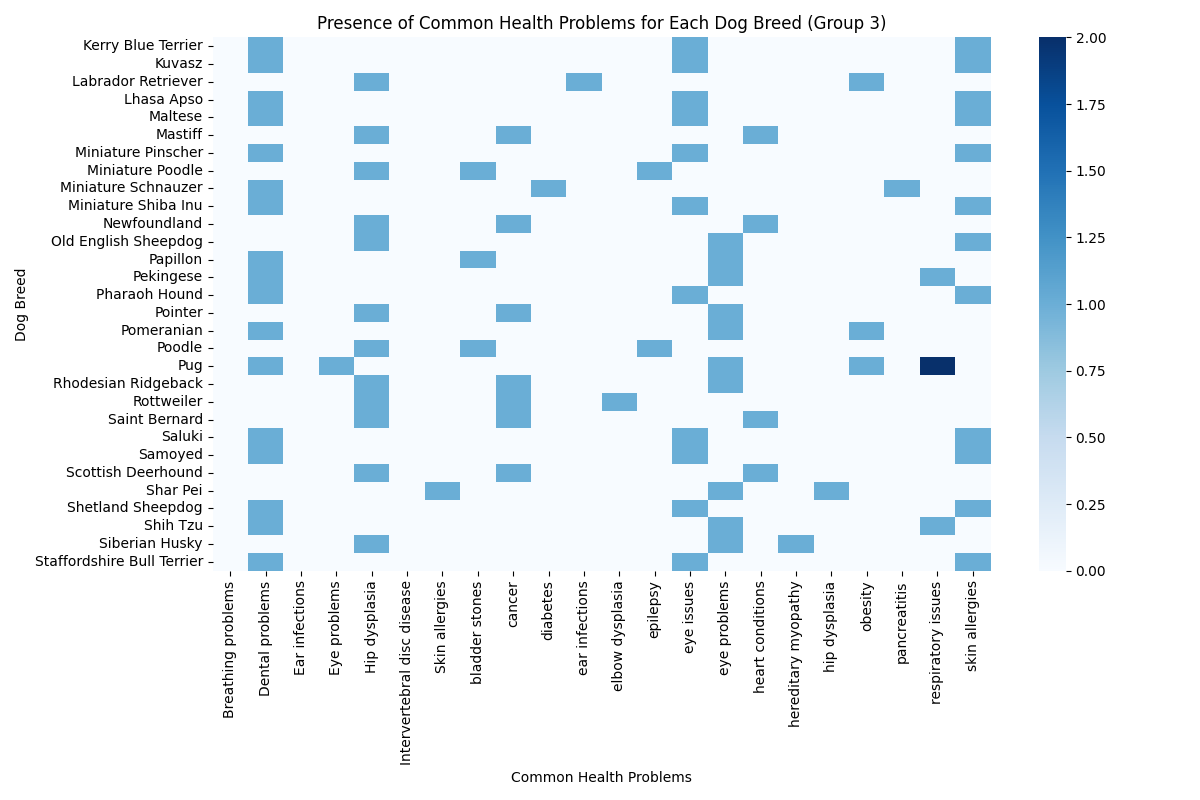 Presence of Common Health Problems for Each Dog Breed (Group 3)
Dog Breed
Kerry Blue Terrier
Kuvasz
Labrador Retriever
Lhasa Apso
Maltese
Mastiff
Miniature Pinscher
Miniature Poodle
Miniature Schnauzer
Miniature Shiba Inu
Newfoundland
Old English Sheepdog
Papillon
Pekingese
Pharaoh Hound
Pointer
Pomeranian
Poodle
Pug
Rhodesian Ridgeback
Rottweiler
Saint Bernard
Saluki
Samoyed
Scottish Deerhound
Shar Pei
Shetland Sheepdog
Shih Tzu
Siberian Husky
Staffordshire Bull Terrier
Breathing problems
Dental problems
Ear infections
Eye problems
Hip dysplasia
Intervertebral disc disease
Skin allergies
bladder stones
cancer
diabetes
ear infections
elbow dysplasia
epilepsy
eye issues
eye problems
heart conditions
hereditary myopathy
hip dysplasia
obesity
pancreatitis
respiratory issues
skin allergies
Common Health Problems
2.00
1.75
1.50
1.25
1.00
0.75
0.50
0.25
0.00